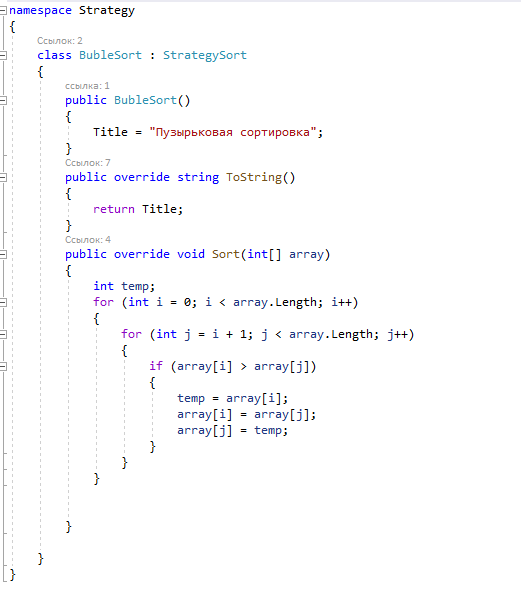 namespace Strategy
{
Ссылок: 2
class BubleSort : StrategySort
{
ссылка: 1
public BubleSort()
{
Title = "Пузырьковая сортировка";
}
Ссылок: 7
public override string ToString()
{
return Title;
}
Ссылок: 4
public override void Sort(int[] array)
{
int temp;
for (int i = 0; i < array.Length; i++)
{
for (int j = i + 1; j < array.Length; j++)
{
if (array[i] > array[j])
{
temp = array[i];
array[i] = array[j];
array[j] = temp;
}
}
}
}
}
}